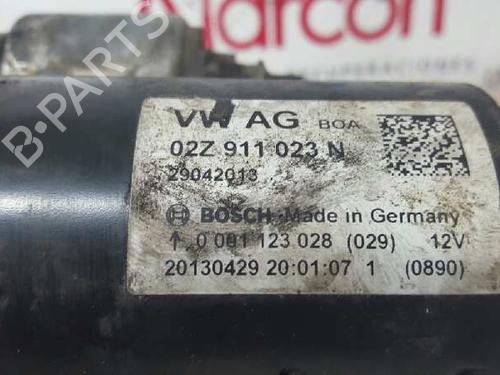 Marcon
VW AG BOA
02Z 911 023 N
29042013
BOSCH Made in Germany
↑ 0 001 123 028 (029) 12V
20130429 20:01:07 1 (0890)
B-PARTS